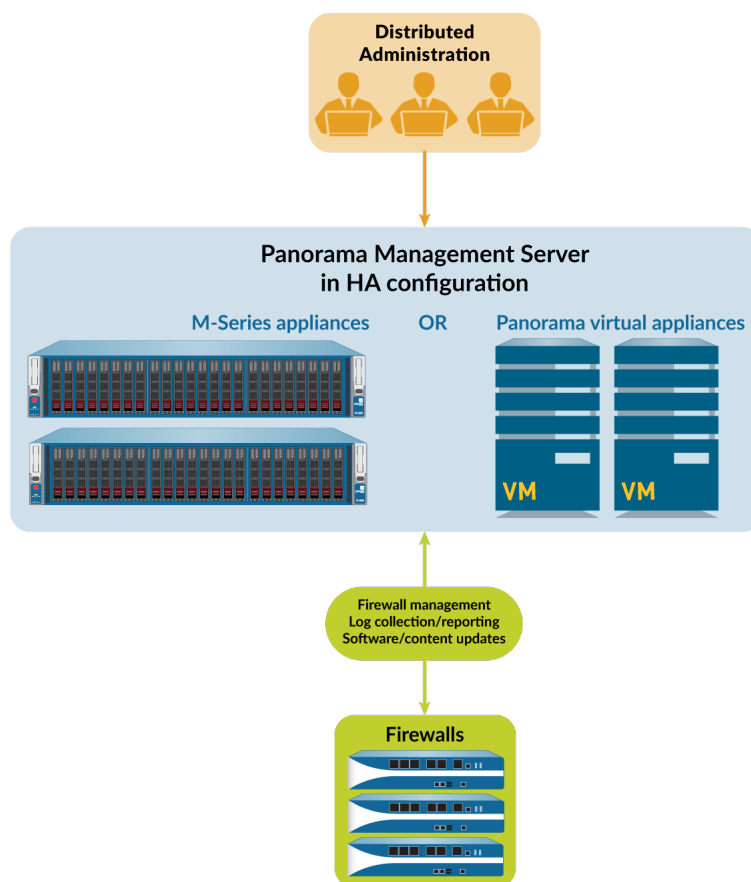 Distributed
Administration
Panorama Management Server
in HA configuration
M-Series appliances OR Panorama virtual appliances
VM VM
Firewall management
Log collection/reporting
Software/content updates
Firewalls